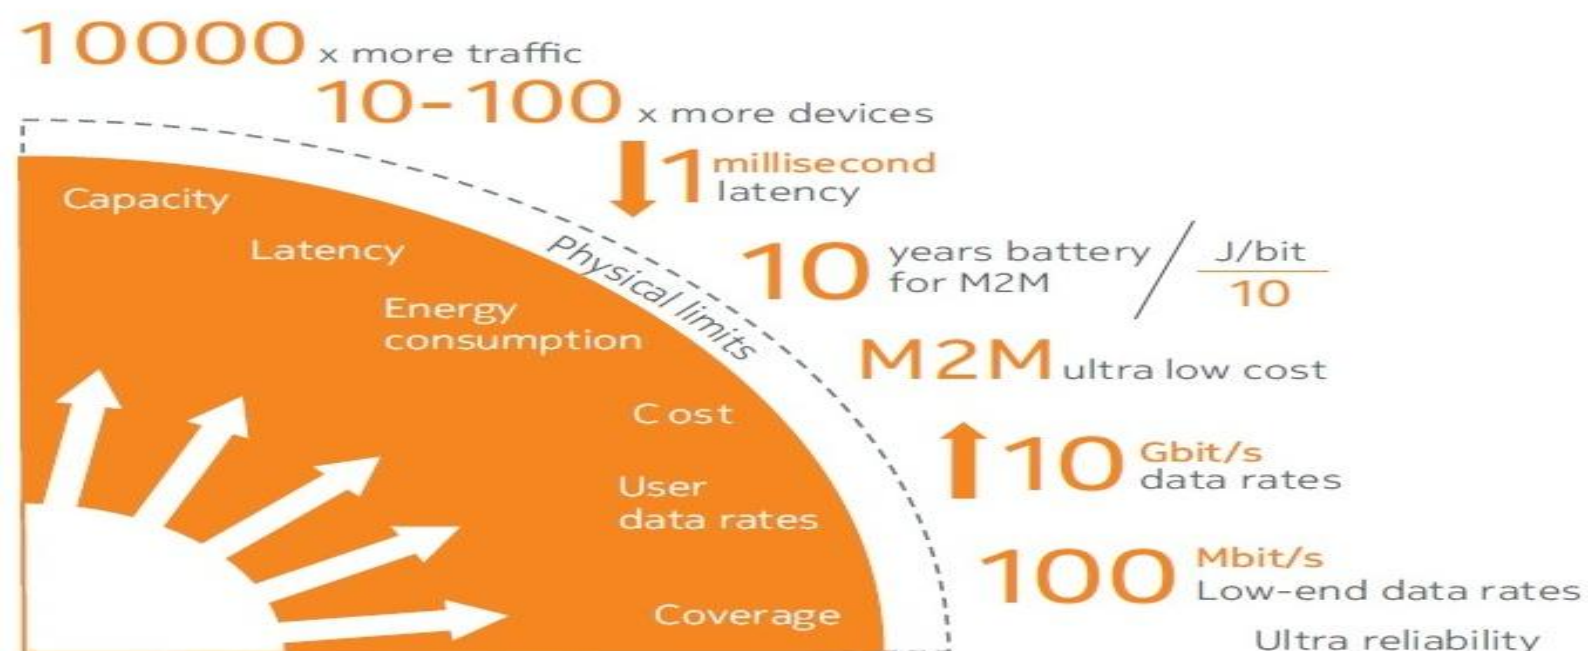 10000 x more traffic
10-100 x more devices
1 millisecond
latency
10 years battery
for M2M
J/bit
10
M2M ultra low cost
10 Gbit/s
data rates
100 Mbit/s
Low-end data rates
Ultra reliability
Physical limits
Capacity
Latency
Energy
consumption
Cost
User
data rates
Coverage